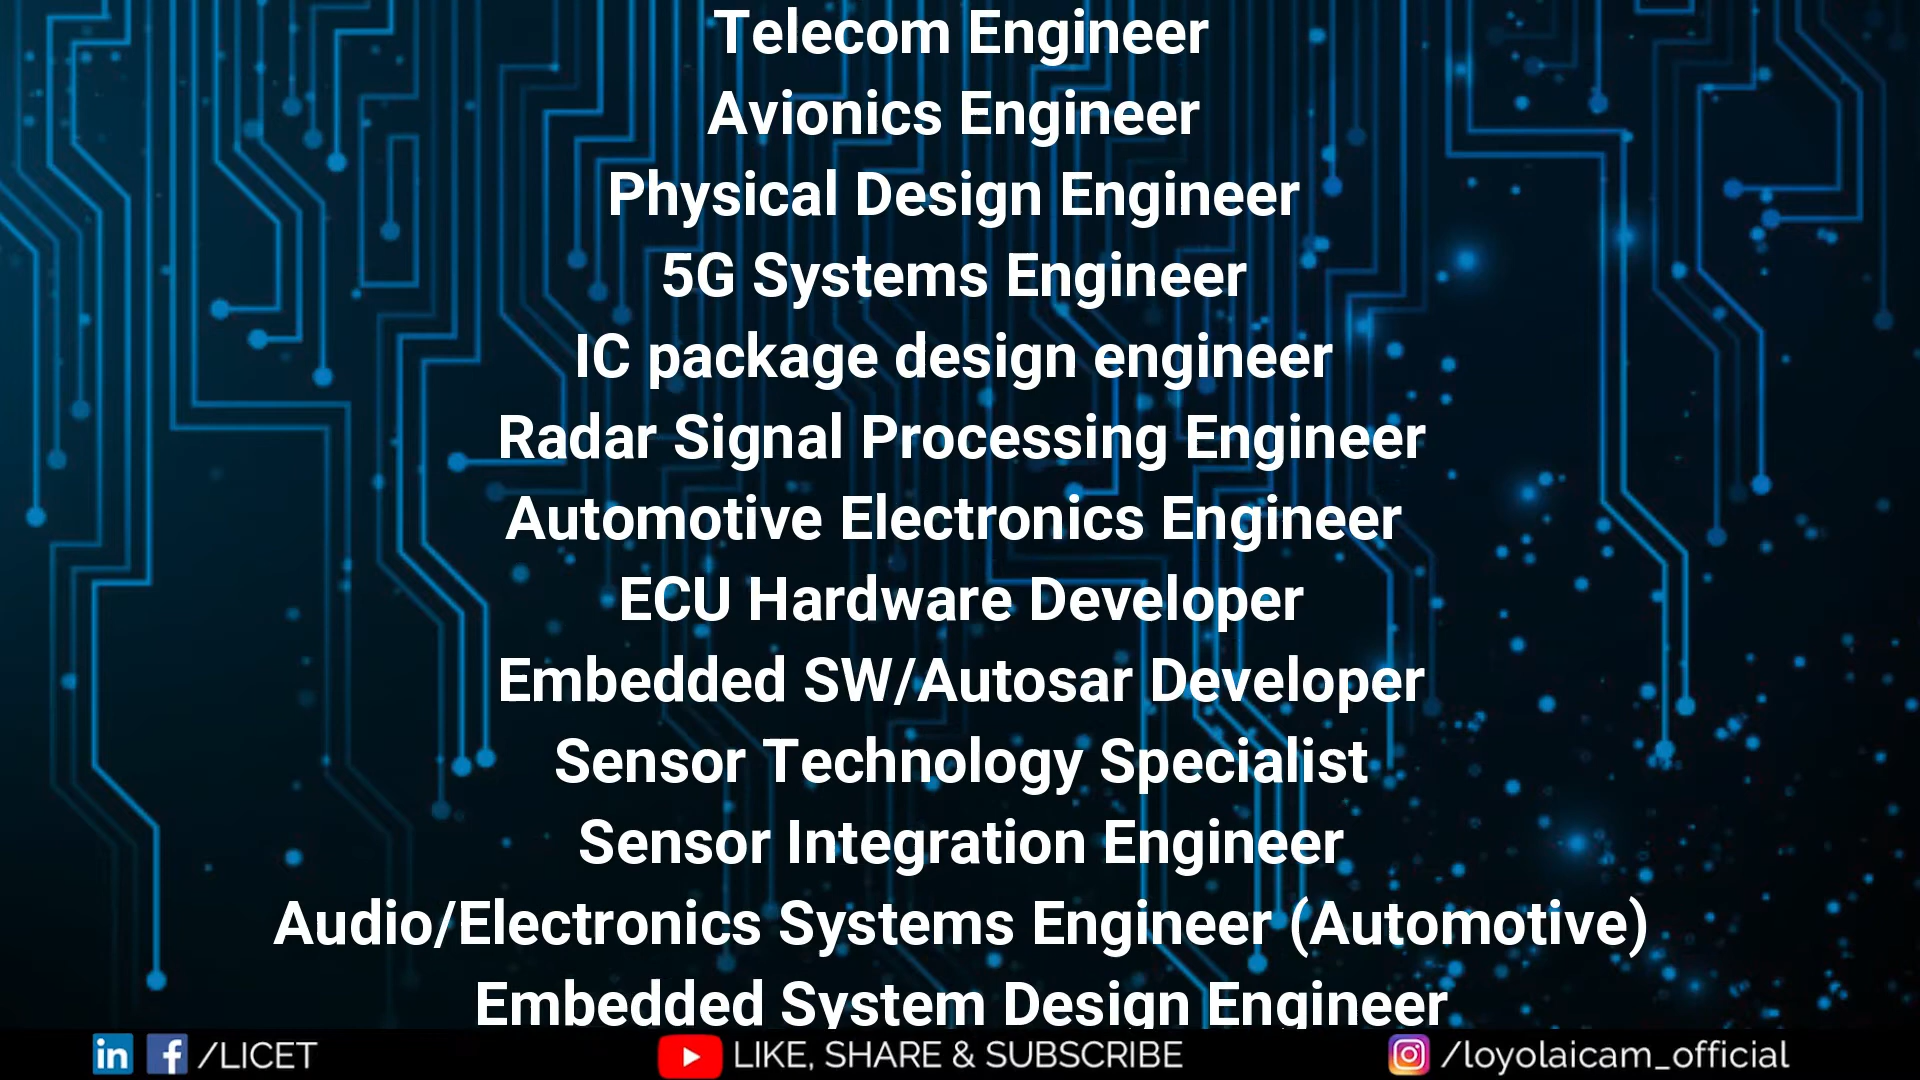 Telecom Engineer
Avionics Engineer
Physical Design Engineer
5G Systems Engineer
IC package design engineer
Radar Signal Processing Engineer
Automotive Electronics Engineer
ECU Hardware Developer
Embedded SW/Autosar Developer
Sensor Technology Specialist
Sensor Integration Engineer
Audio/Electronics Systems Engineer (Automotive)
Embedded System Design Engineer
in f /LICET LIKE, SHARE & SUBSCRIBE /loyolaicam_official